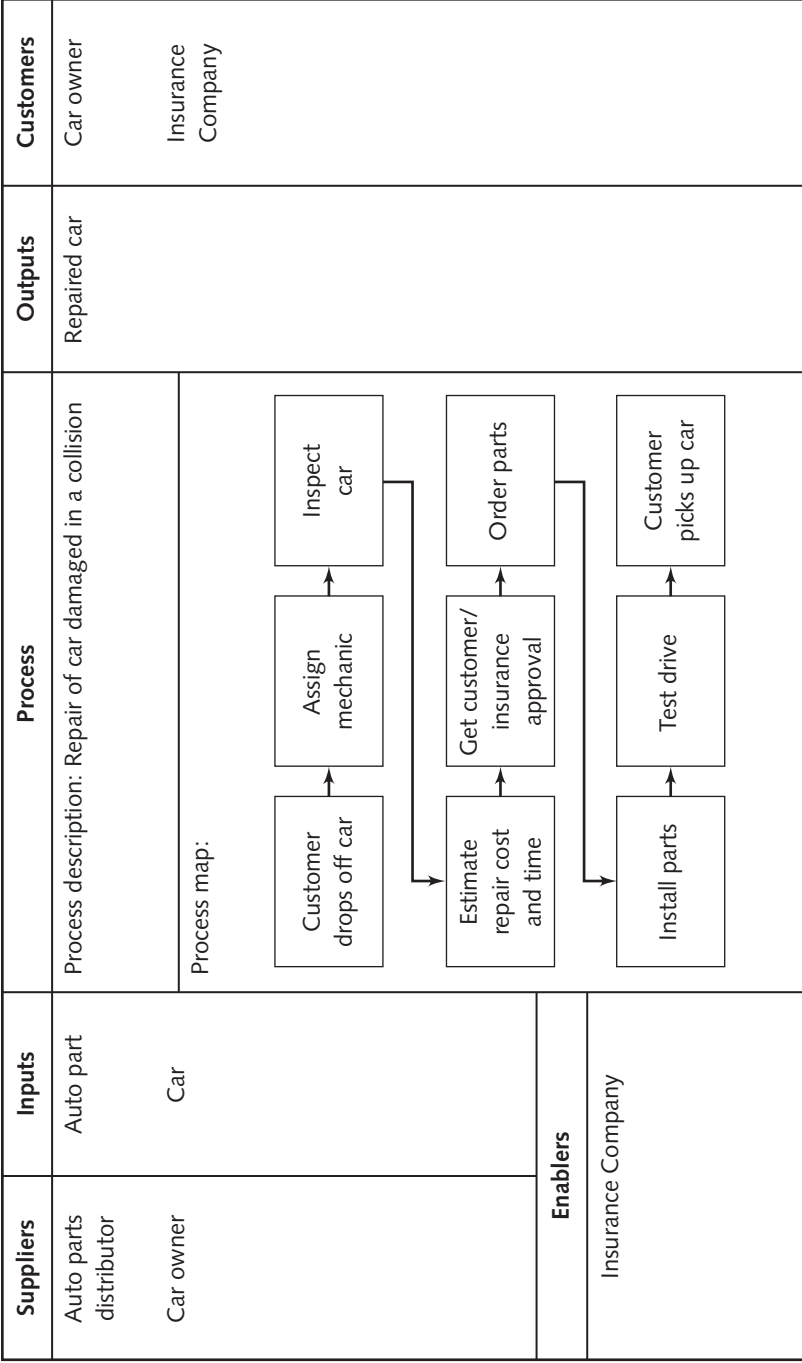 Suppliers
Inputs
Process
Outputs
Customers
Auto parts
distributor
Car owner
Auto part
Car
Enablers
Insurance Company
Process description: Repair of car damaged in a collision
Process map:
Customer
drops off car
Assign
mechanic
Inspect
car
Estimate
repair cost
and time
Get customer/
insurance
approval
Order parts
Install parts
Test drive
Customer
picks up car
Repaired car
Car owner
Insurance
Company